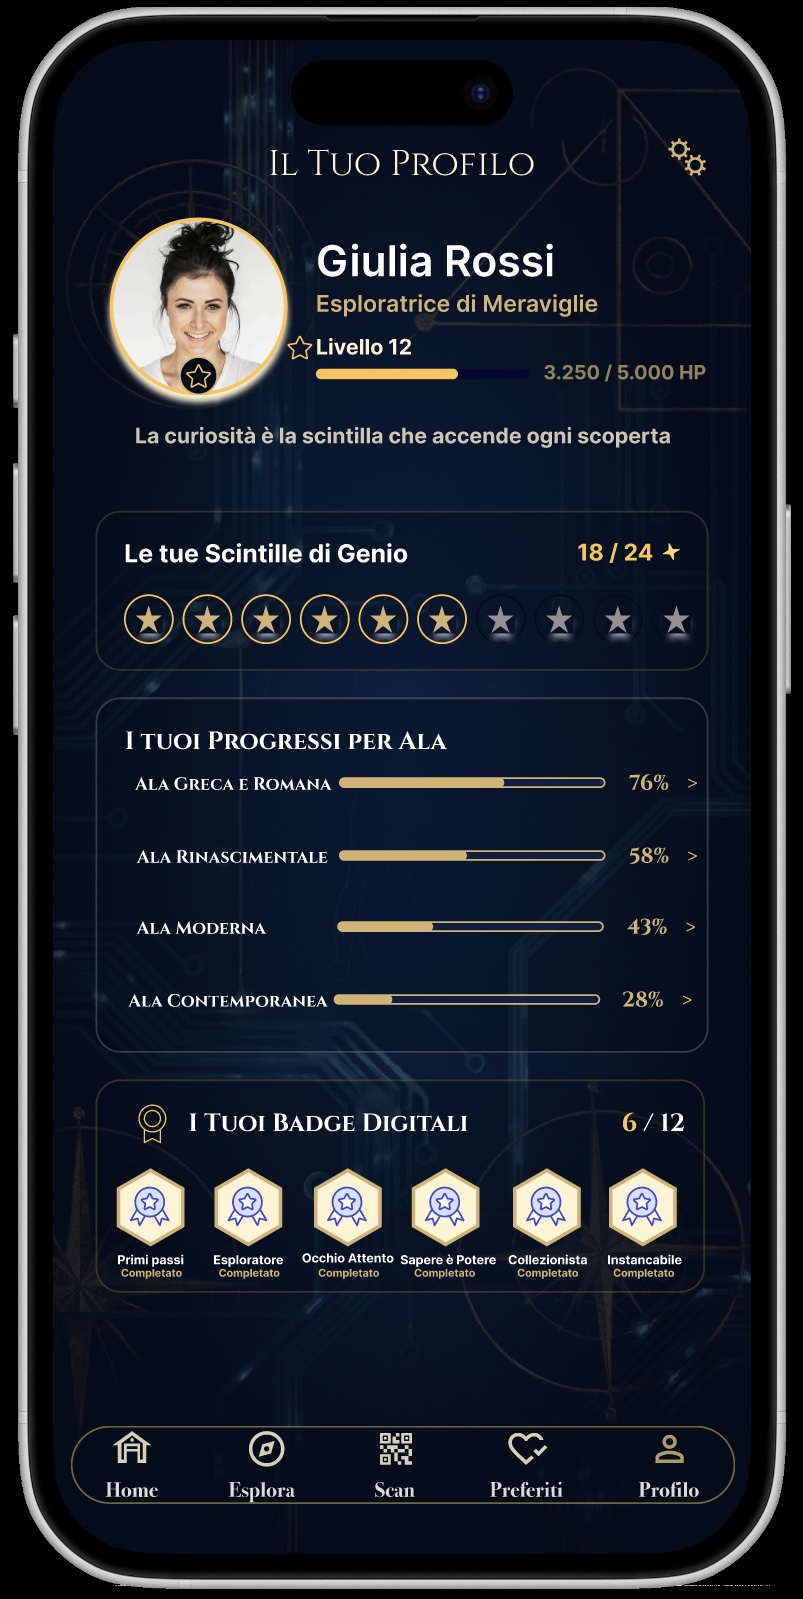 Il Tuo Profilo
Giulia Rossi
Esploratrice di Meraviglie
Livello 12
3.250 / 5.000 HP
La curiosità è la scintilla che accende ogni scoperta
Le tue Scintille di Genio 18 / 24
I tuoi Progressi per Ala
Ala Greca e Romana 76% >
Ala Rinascimentale 58% >
Ala Moderna 43% >
Ala Contemporanea 28% >
I Tuoi Badge Digitali 6 / 12
Primi passi Esploratore Occhio Attento Sapere è Potere Collezionista Instancabile
Completato Completato Completato Completato Completato Completato
Home Esplora Scan Preferiti Profilo